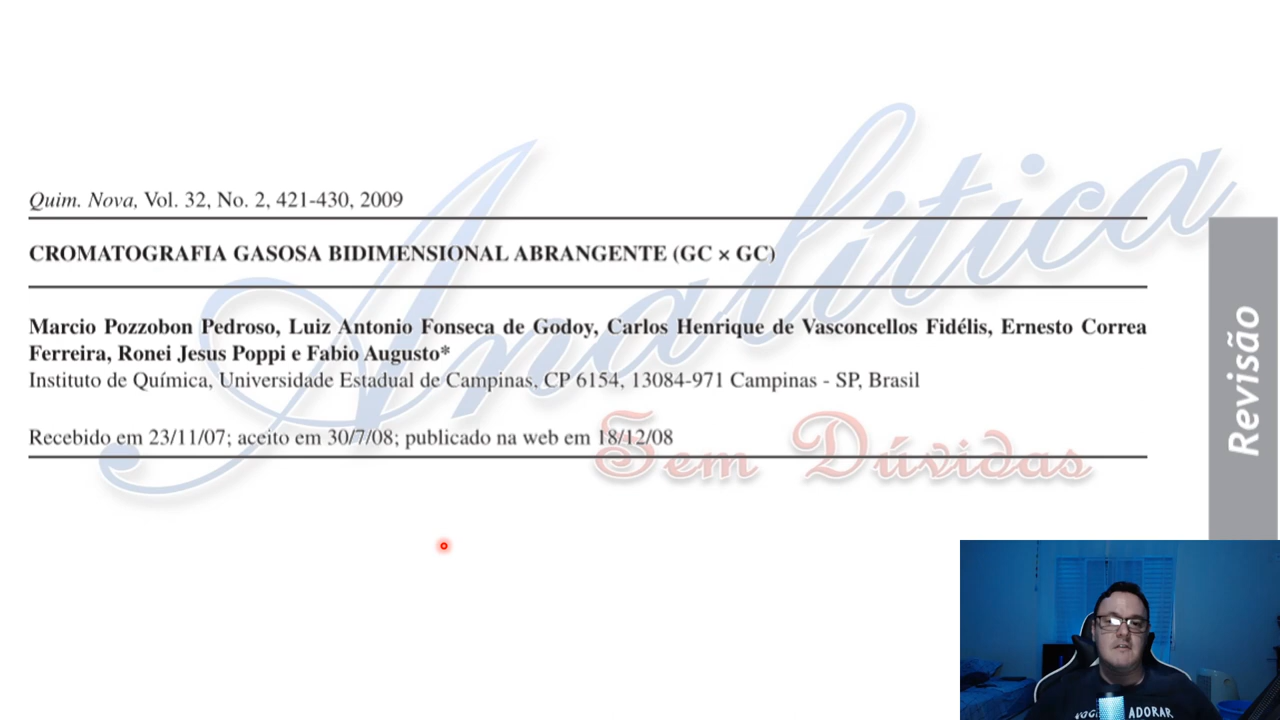 Analítica
Sem Dúvidas
Quim. Nova, Vol. 32, No. 2, 421-430, 2009
CROMATOGRAFIA GASOSA BIDIMENSIONAL ABRANGENTE (GC × GC)
Marcio Pozzobon Pedroso, Luiz Antonio Fonseca de Godoy, Carlos Henrique de Vasconcellos Fidélis, Ernesto Correa
Ferreira, Ronei Jesus Poppi e Fabio Augusto*
Instituto de Química, Universidade Estadual de Campinas, CP 6154, 13084-971 Campinas - SP, Brasil
Recebido em 23/11/07; aceito em 30/7/08; publicado na web em 18/12/08
Revisão
ADORAR